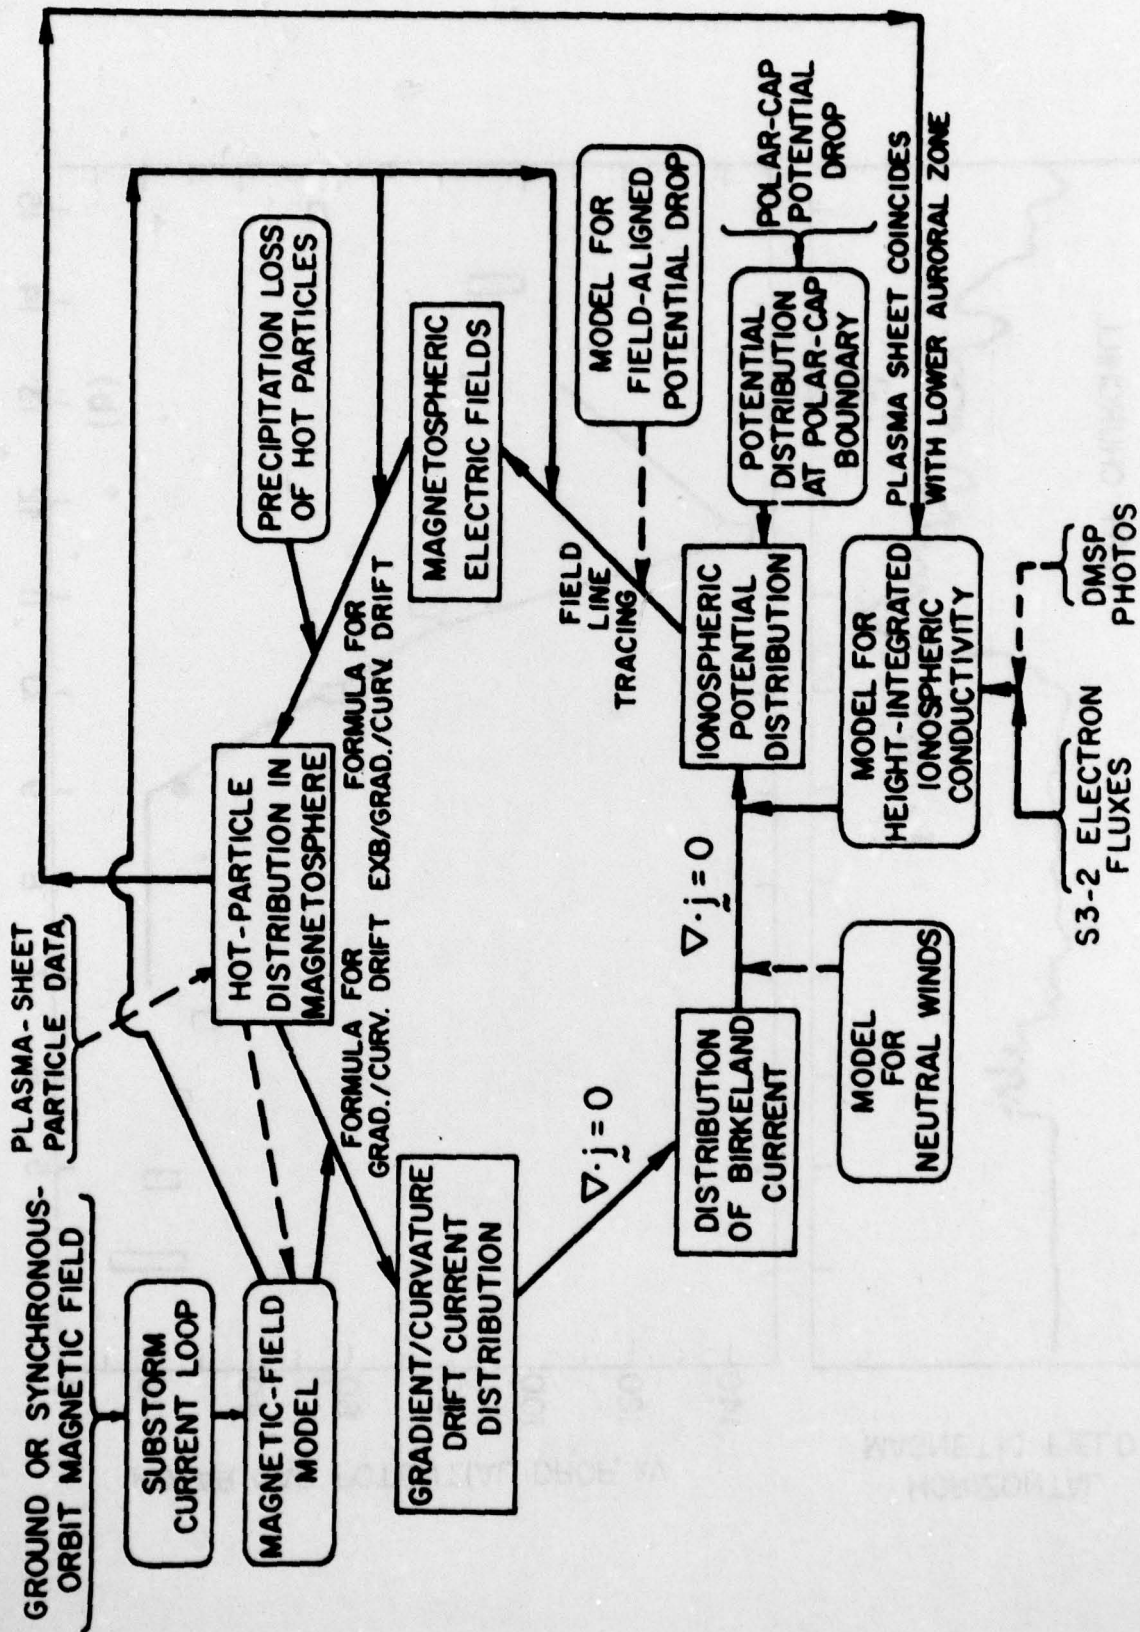 GROUND OR SYNCHRONOUS-
ORBIT MAGNETIC FIELD
PLASMA-SHEET
PARTICLE DATA
SUBSTORM
CURRENT LOOP
MAGNETIC-FIELD
MODEL
HOT-PARTICLE
DISTRIBUTION IN
MAGNETOSPHERE
PRECIPITATION LOSS
OF HOT PARTICLES
FORMULA FOR
GRAD./CURV. DRIFT
FORMULA FOR
EXB/GRAD./CURV. DRIFT
GRADIENT/CURVATURE
DRIFT CURRENT
DISTRIBUTION
MAGNETOSPHERIC
ELECTRIC FIELDS
∇·j̰=0
FIELD
LINE
TRACING
MODEL FOR
FIELD-ALIGNED
POTENTIAL DROP
DISTRIBUTION
OF BIRKELAND
CURRENT
∇·j̰=0
IONOSPHERIC
POTENTIAL
DISTRIBUTION
POTENTIAL
DISTRIBUTION
AT POLAR-CAP
BOUNDARY
POLAR-CAP
POTENTIAL
DROP
MODEL
FOR
NEUTRAL WINDS
MODEL FOR
HEIGHT-INTEGRATED
IONOSPHERIC
CONDUCTIVITY
PLASMA SHEET COINCIDES
WITH LOWER AURORAL ZONE
S3-2 ELECTRON
FLUXES
DMSP
PHOTOS